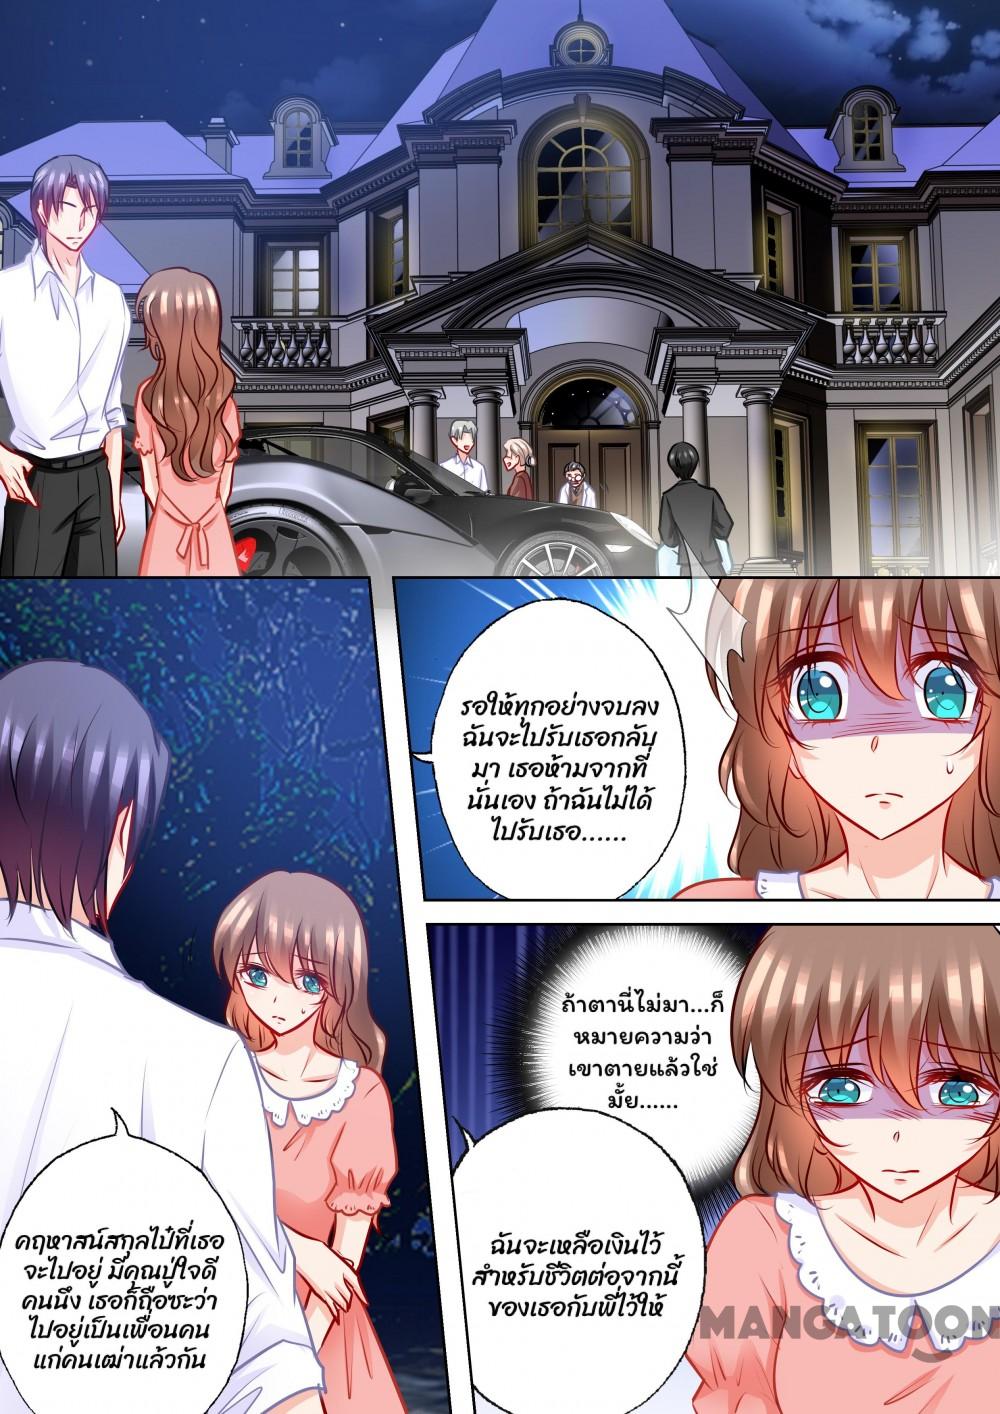 รอให้ทุกอย่างจบลง
ฉันจะไปรับเธอกลับ
มา เธอห้ามจากที่
นั่นเอง ถ้าฉันไม่ได้
ไปรับเธอ......
คฤหาสน์สกุลไป๋ที่เธอ
จะไปอยู่ มีคุณปู่ใจดี
คนนึง เธอก็ถือซะว่า
ไปอยู่เป็นเพื่อนคน
แก่คนเฒ่าแล้วกัน
ถ้าตานี่ไม่มา...ก็
หมายความว่า
เขาตายแล้วใช่
มั้ย......
ฉันจะเหลือเงินไว้
สำหรับชีวิตต่อจากนี้
ของเธอกับพี่ไว้ให้
MANGATOON